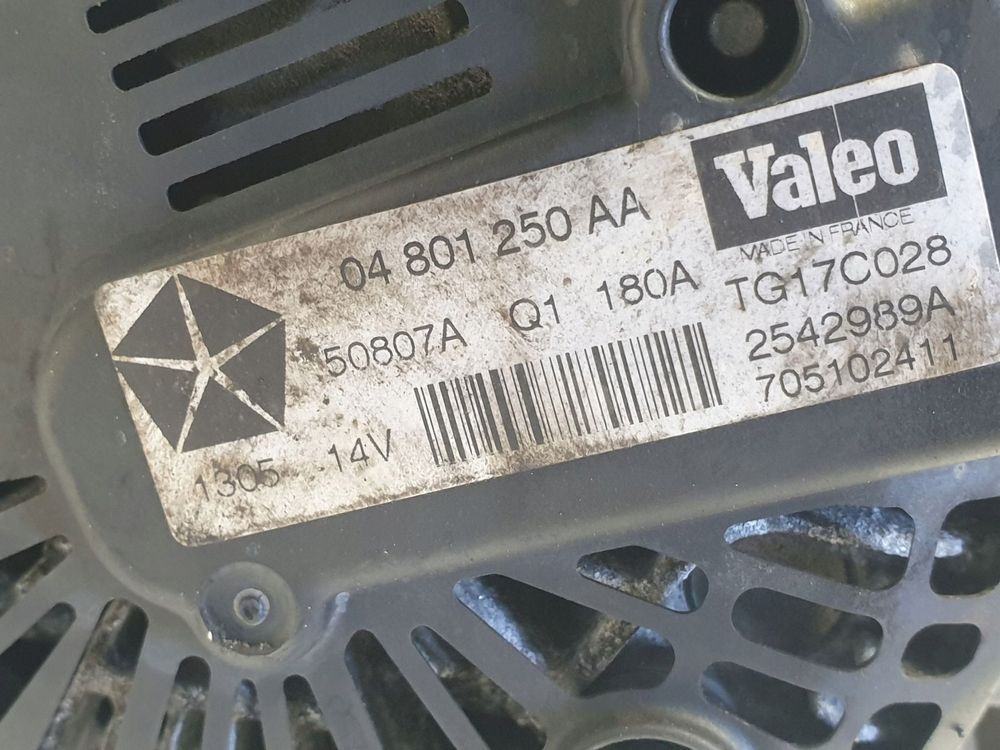 Valeo
MADE IN FRANCE
04 801 250 AA
50807A Q1 180A TG17C028
2542989A
705102411
1305 14V